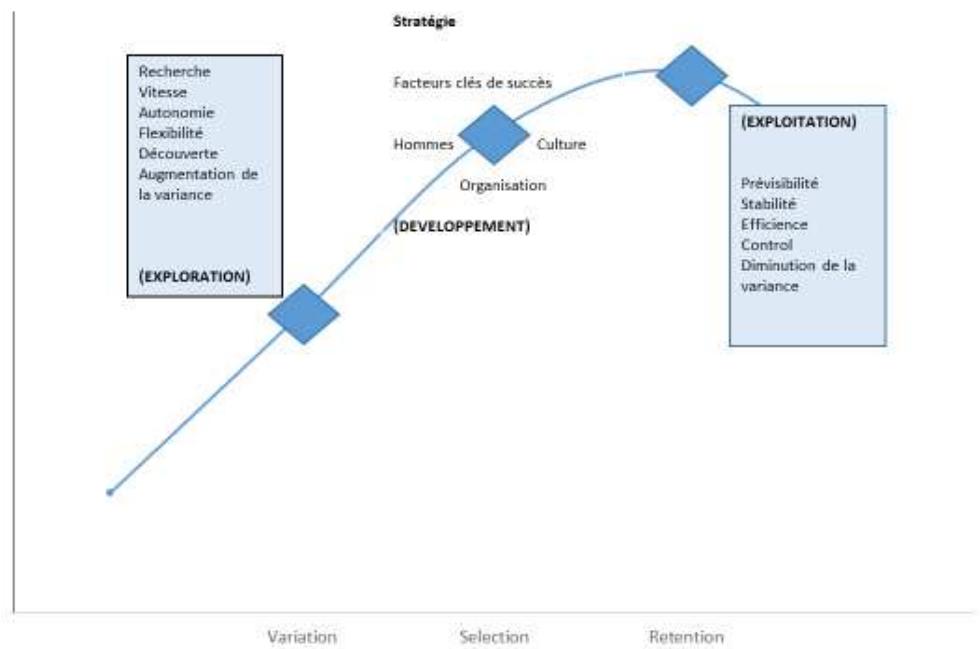 Stratégie
Recherche
Vitesse
Autonomie
Flexibilité
Découverte
Augmentation de
la variance
(EXPLORATION)
Facteurs clés de succès
Hommes
Culture
Organisation
(DEVELOPPEMENT)
(EXPLOITATION)
Prévisibilité
Stabilité
Efficience
Control
Diminution de la
variance
Variation
Selection
Retention